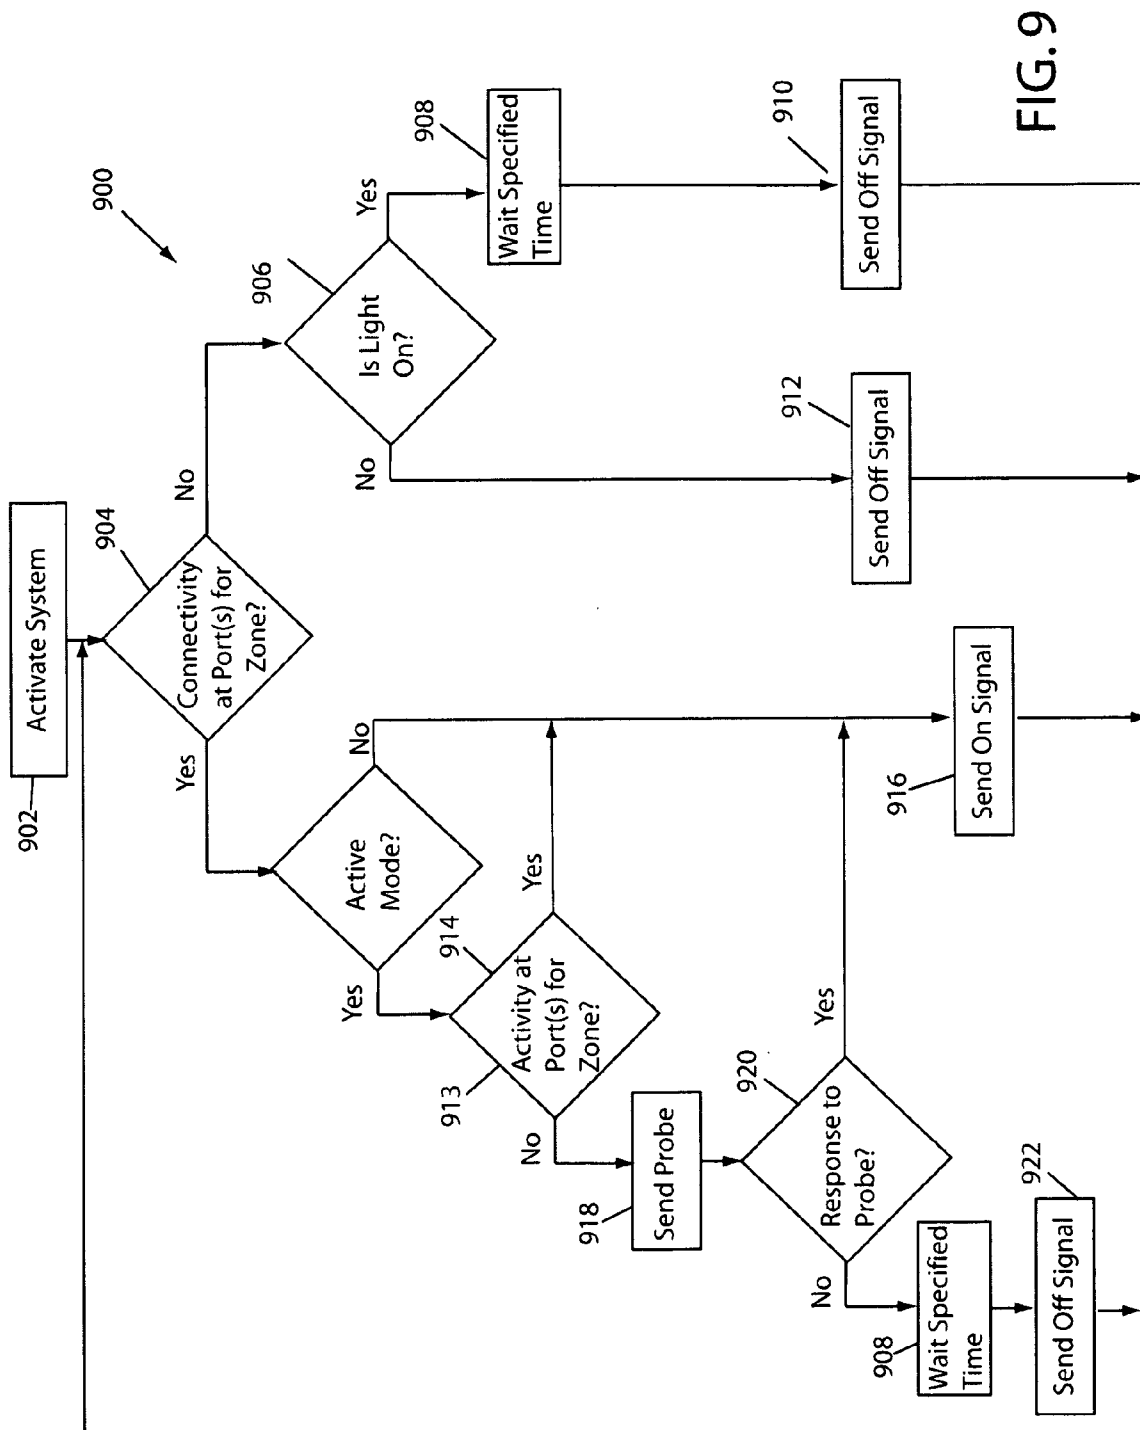 FIG. 9
900
902
Activate System
904
Connectivity
at Port(s) for
Zone?
Yes
No
906
Is Light
On?
Yes
No
908
Wait Specified
Time
910
Send Off Signal
912
Send Off Signal
Active
Mode?
No
Yes
914
913
Activity at
Port(s) for
Zone?
Yes
No
916
Send On Signal
918
Send Probe
920
Response to
Probe?
Yes
No
908
Wait Specified
Time
922
Send Off Signal